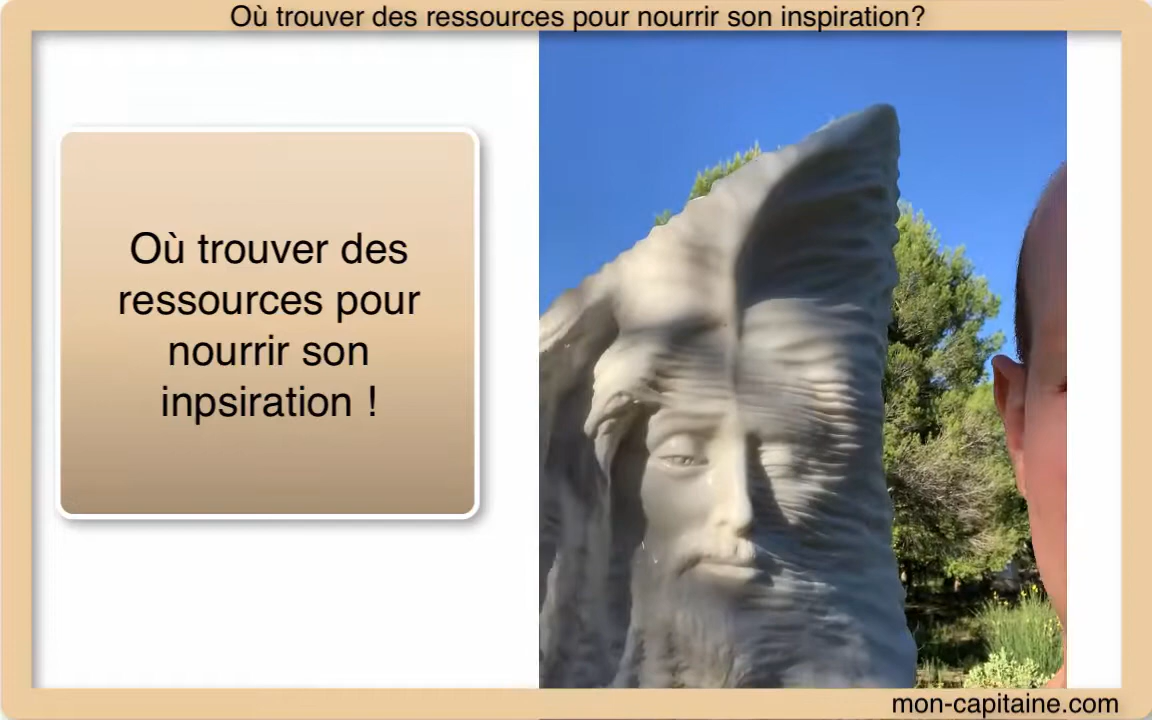 Où trouver des ressources pour nourrir son inspiration?
Où trouver des
ressources pour
nourrir son
inpsiration !
mon-capitaine.com